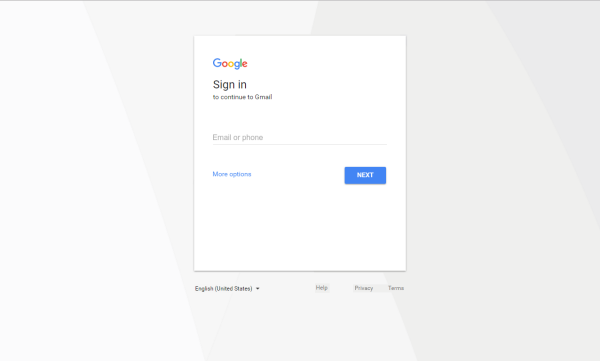 Google
Sign in
to continue to Gmail
Email or phone
More options
NEXT
English (United States)
Help
Privacy
Terms